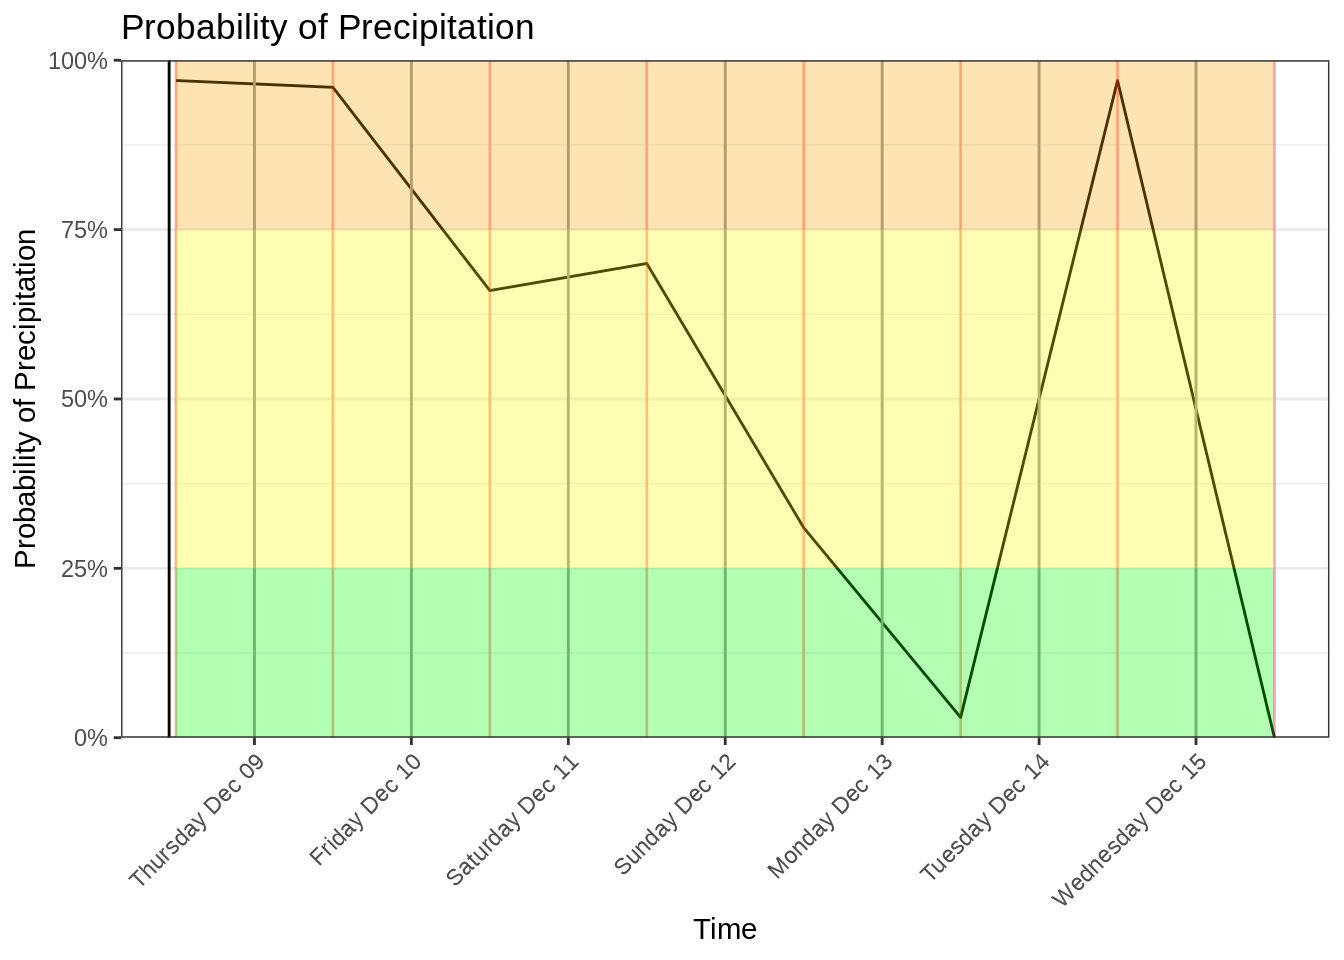 Probability of Precipitation
Probability of Precipitation
100%
75%
50%
25%
0%
Thursday Dec 09
Friday Dec 10
Saturday Dec 11
Sunday Dec 12
Monday Dec 13
Tuesday Dec 14
Wednesday Dec 15
Time